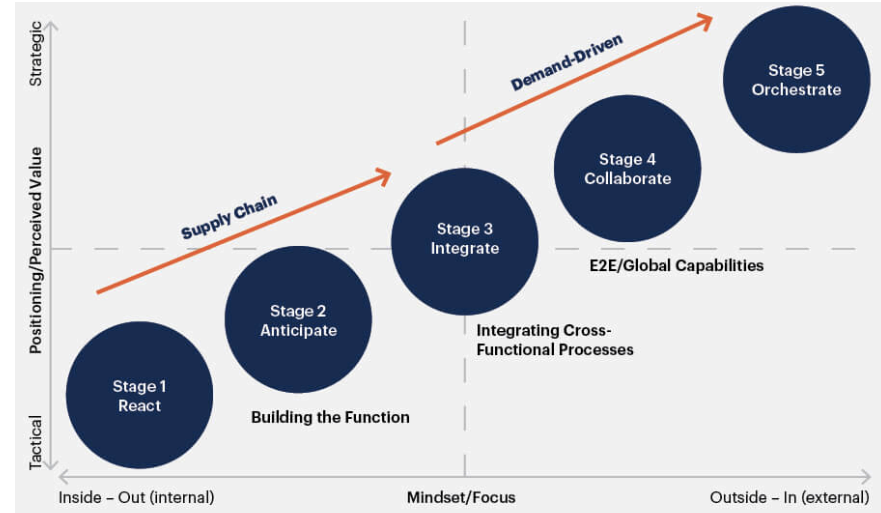 Strategic
Positioning/Perceived Value
Tactical
Supply Chain
Demand-Driven
Stage 1
React
Stage 2
Anticipate
Building the Function
Stage 3
Integrate
Integrating Cross-
Functional Processes
Stage 4
Collaborate
E2E/Global Capabilities
Stage 5
Orchestrate
Inside – Out (internal)
Mindset/Focus
Outside – In (external)